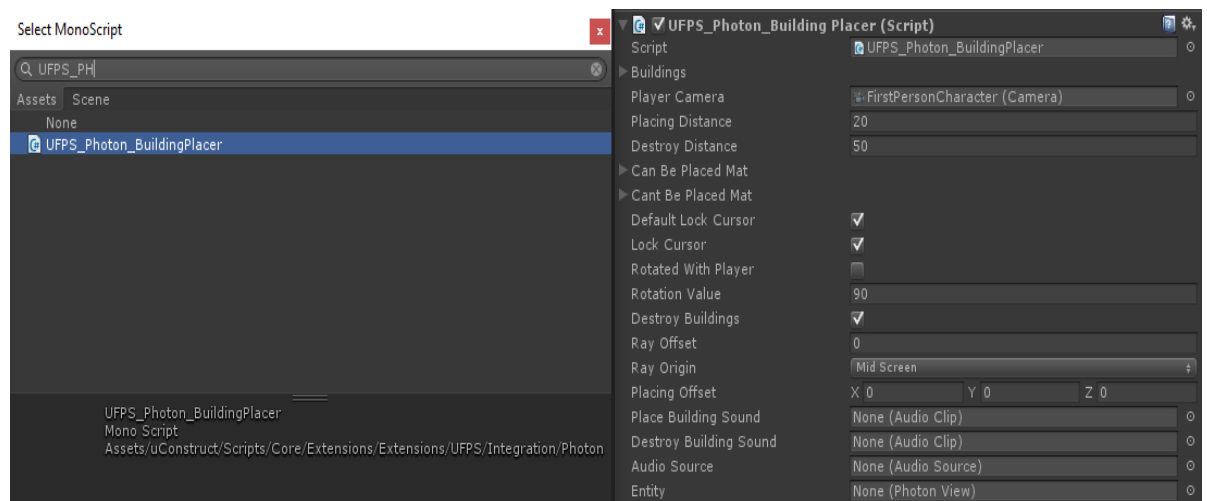 Select MonoScript
x
UFPS_PH
Assets Scene
None
UFPS_Photon_BuildingPlacer
UFPS_Photon_BuildingPlacer
Mono Script
Assets/uConstruct/Scripts/Core/Extensions/Extensions/UFPS/Integration/Photon
UFPS_Photon_Building Placer (Script)
Script UFPS_Photon_BuildingPlacer
Buildings
Player Camera FirstPersonCharacter (Camera)
Placing Distance 20
Destroy Distance 50
Can Be Placed Mat
Cant Be Placed Mat
Default Lock Cursor
Lock Cursor
Rotated With Player
Rotation Value 90
Destroy Buildings
Ray Offset 0
Ray Origin Mid Screen
Placing Offset X 0 Y 0 Z 0
Place Building Sound None (Audio Clip)
Destroy Building Sound None (Audio Clip)
Audio Source None (Audio Source)
Entity None (Photon View)